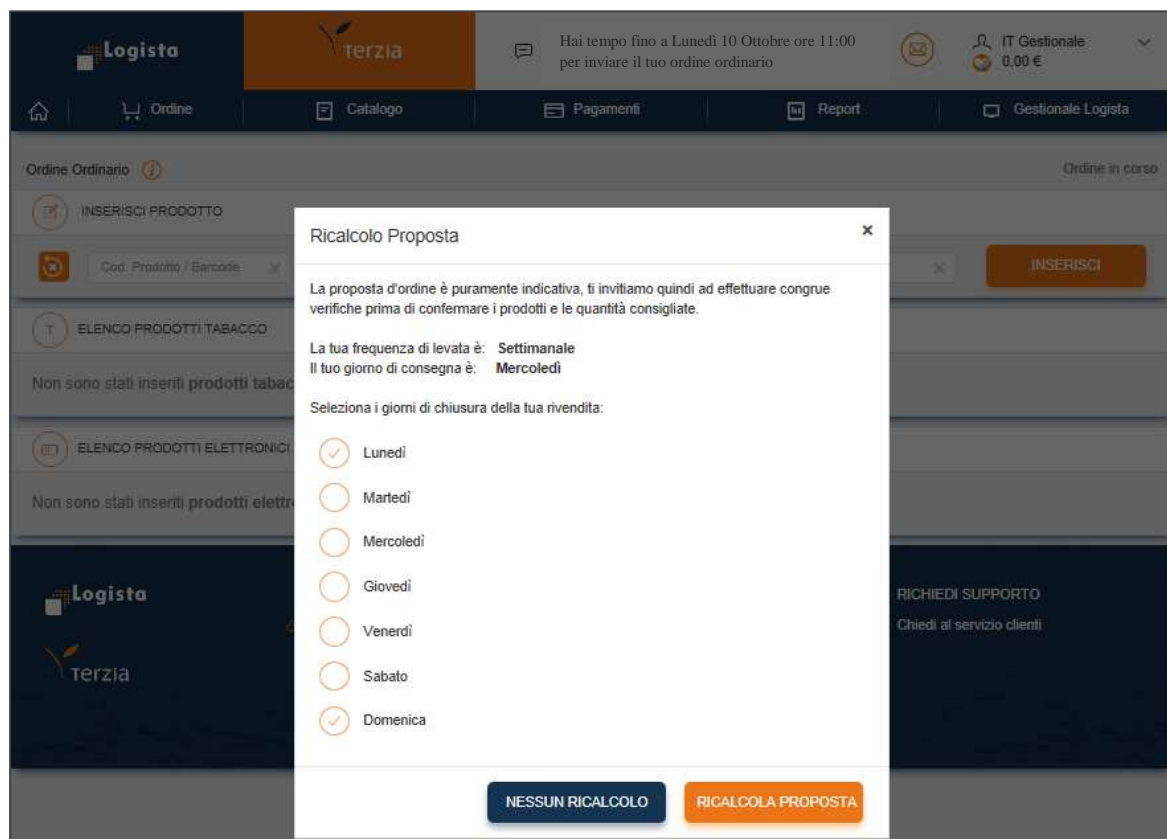 Logista
Terzia
Hai tempo fino a Lunedì 10 Ottobre ore 11:00
per inviare il tuo ordine ordinario
IT Gestionale
0,00 €
Ordine
Catalogo
Pagamenti
Report
Gestionale Logista
Ordine Ordinario
Ordine in corso
INSERISCI PRODOTTO
Cod. Prodotto / Barcode
INSERISCI
T
ELENCO PRODOTTI TABACCO
Non sono stati inseriti prodotti tabac
ELENCO PRODOTTI ELETTRONICI
Non sono stati inseriti prodotti elettr
Ricalcolo Proposta
La proposta d'ordine è puramente indicativa, ti invitiamo quindi ad effettuare congrue
verifiche prima di confermare i prodotti e le quantità consigliate.
La tua frequenza di levata è: Settimanale
Il tuo giorno di consegna è: Mercoledì
Seleziona i giorni di chiusura della tua rivendita:
Lunedì
Martedì
Mercoledì
Giovedì
Venerdì
Sabato
Domenica
NESSUN RICALCOLO
RICALCOLA PROPOSTA
Logista
Terzia
RICHIEDI SUPPORTO
Chiedi al servizio clienti